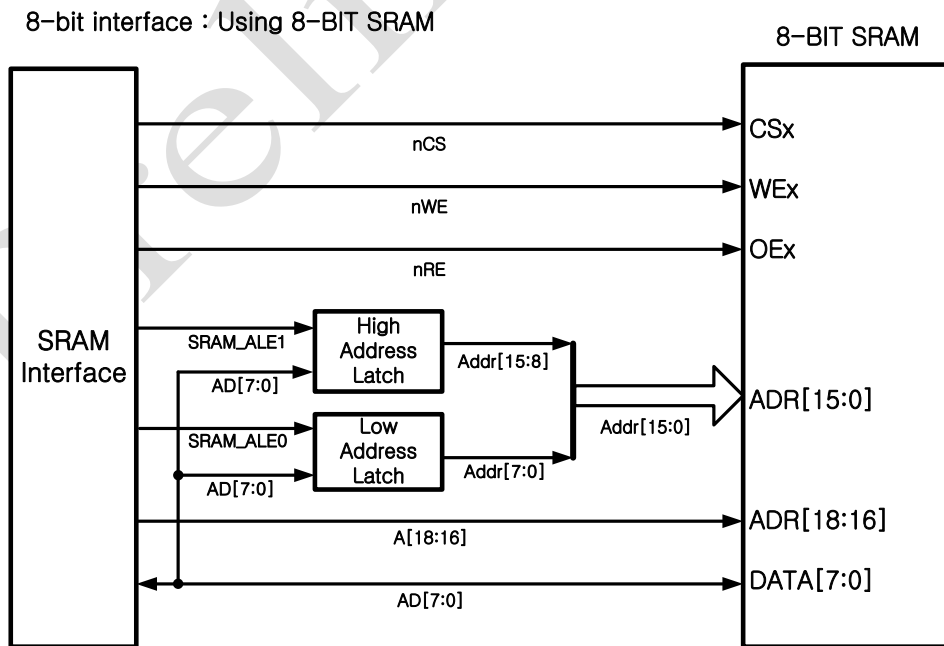 8-bit interface : Using 8-BIT SRAM
8-BIT SRAM
nCS
CSx
nWE
WEx
nRE
OEx
SRAM
Interface
SRAM_ALE1
AD[7:0]
High
Address
Latch
Addr[15:8]
SRAM_ALE0
AD[7:0]
Low
Address
Latch
Addr[7:0]
Addr[15:0]
ADR[15:0]
A[18:16]
ADR[18:16]
AD[7:0]
DATA[7:0]